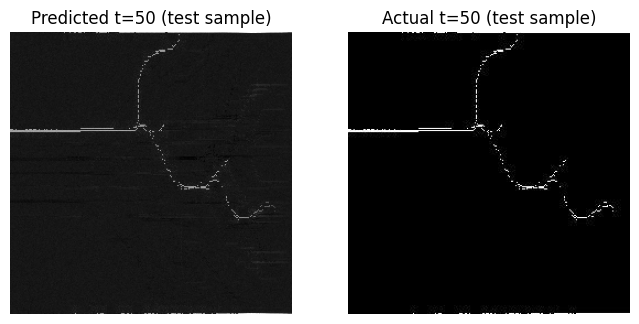 Predicted t=50 (test sample)
Actual t=50 (test sample)